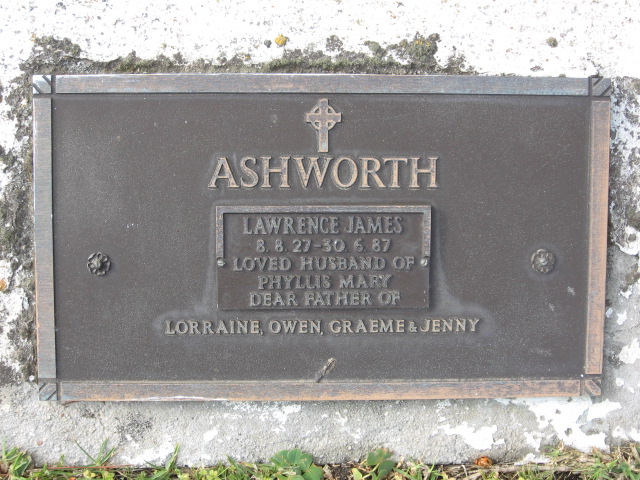 ASHWORTH
LAWRENCE JAMES
8. 8. 27-30. 6. 87
LOVED HUSBAND OF
PHYLLIS MARY
DEAR FATHER OF
LORRAINE, OWEN, GRAEME & JENNY